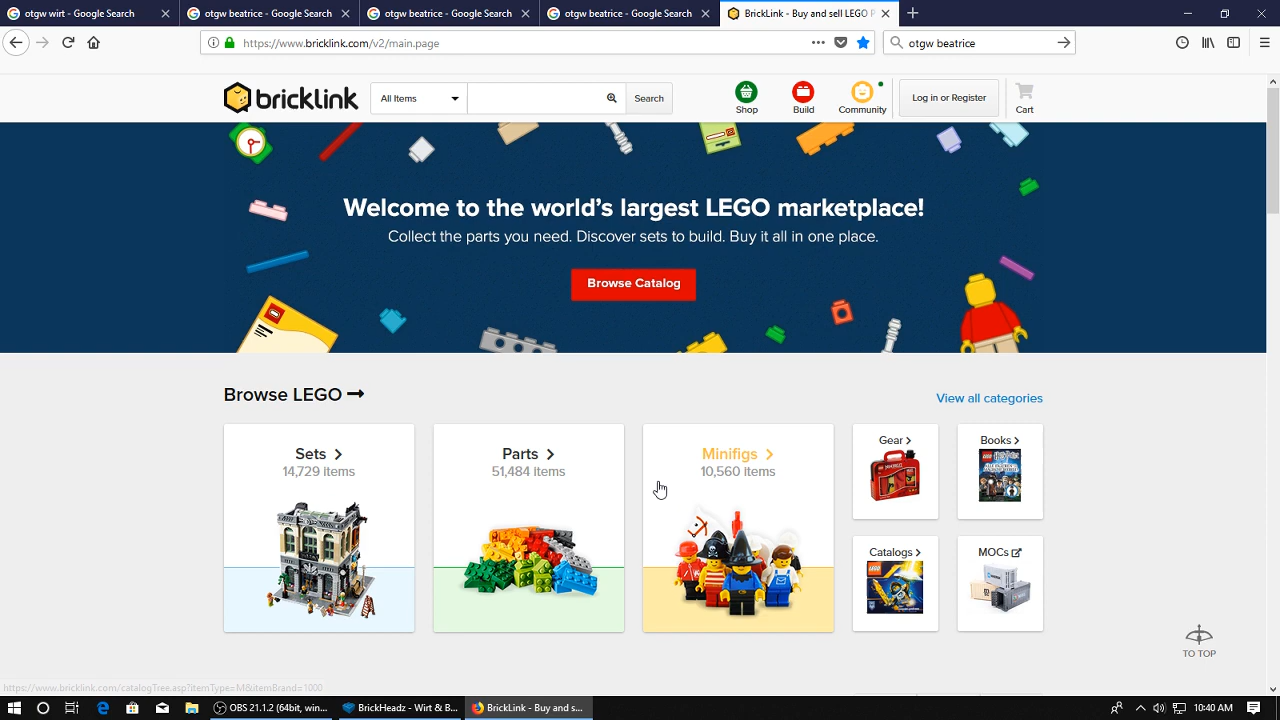 otgw wirt - Google Search
otgw beatrice - Google Search
otgw beatrice - Google Search
otgw beatrice - Google Search
BrickLink - Buy and sell LEGO P
https://www.bricklink.com/v2/main.page
otgw beatrice
bricklink
All Items
Search
Shop
Build
Community
Log in or Register
Cart
Welcome to the world's largest LEGO marketplace!
Collect the parts you need. Discover sets to build. Buy it all in one place.
Browse Catalog
Browse LEGO
View all categories
Sets
14,729 Items
Parts
51,484 Items
Minifigs
10,560 Items
Gear
Books
Catalogs
MOCs
TO TOP
https://www.bricklink.com/catalogTree.asp?itemType=M&itemBrand=1000
OBS 21.1.2 (64bit, win...
BrickHeadz - Wirt & B...
BrickLink - Buy and s...
10:40 AM